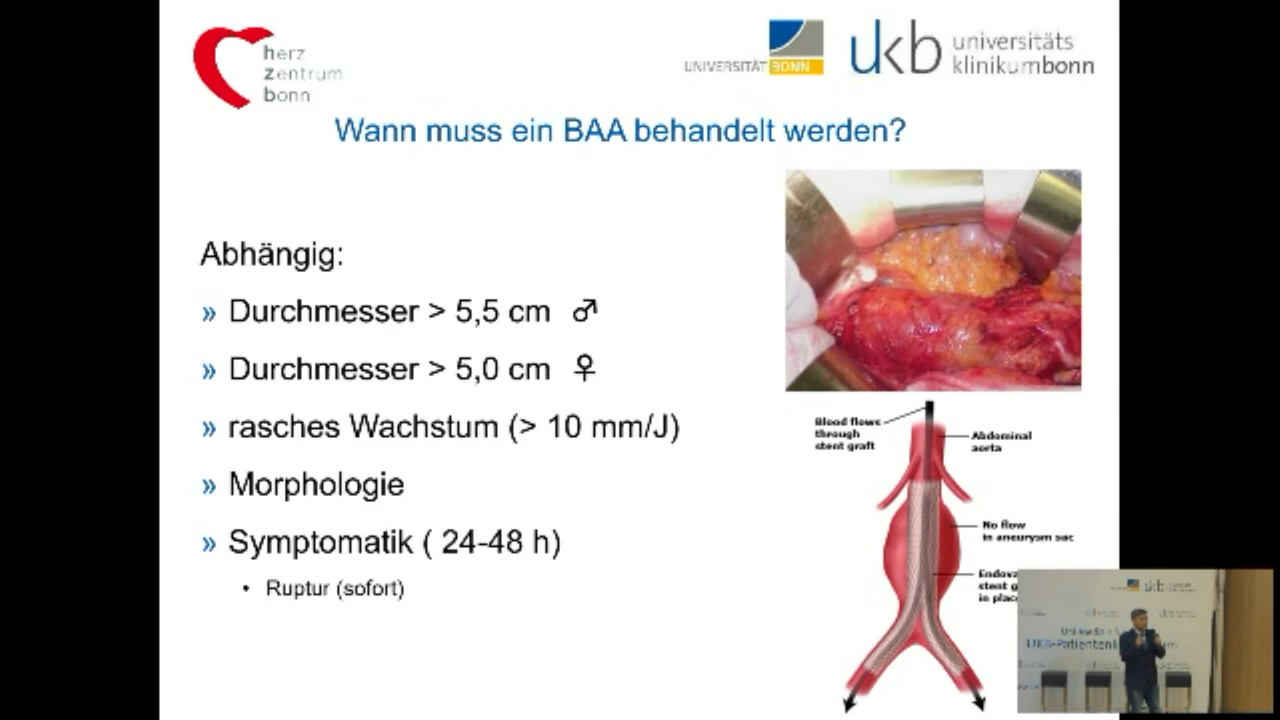 herz
zentrum
bonn
UNIVERSITÄT BONN
ukb universitäts
klinikumbonn
Wann muss ein BAA behandelt werden?
Abhängig:
» Durchmesser > 5,5 cm ♂
» Durchmesser > 5,0 cm ♀
» rasches Wachstum (> 10 mm/J)
» Morphologie
» Symptomatik ( 24-48 h)
• Ruptur (sofort)
Blood flows
through
stent graft
Abdominal
aorta
No flow
in aneurysm sac
stent
in
ukb